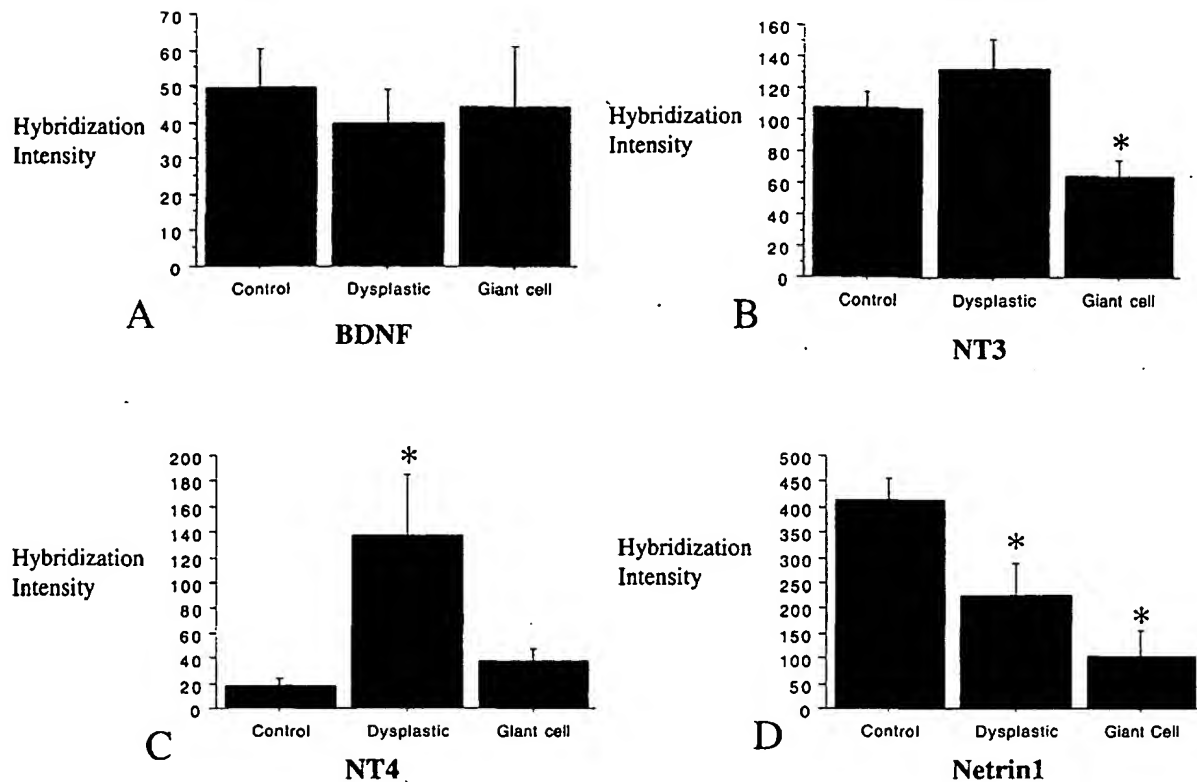 70
60
50
40
30
20
10
0
Hybridization
Intensity
*
Control Dysplastic Giant cell
A
BDNF
160
140
120
100
80
60
40
20
0
Hybridization
Intensity
*
Control Dysplastic Giant cell
B
NT3
200
180
160
140
120
100
80
60
40
20
0
Hybridization
Intensity
*
Control Dysplastic Giant cell
C
NT4
500
450
400
350
300
250
200
150
100
50
0
Hybridization
Intensity
*
*
Control Dysplastic Giant cell
D
Netrin1